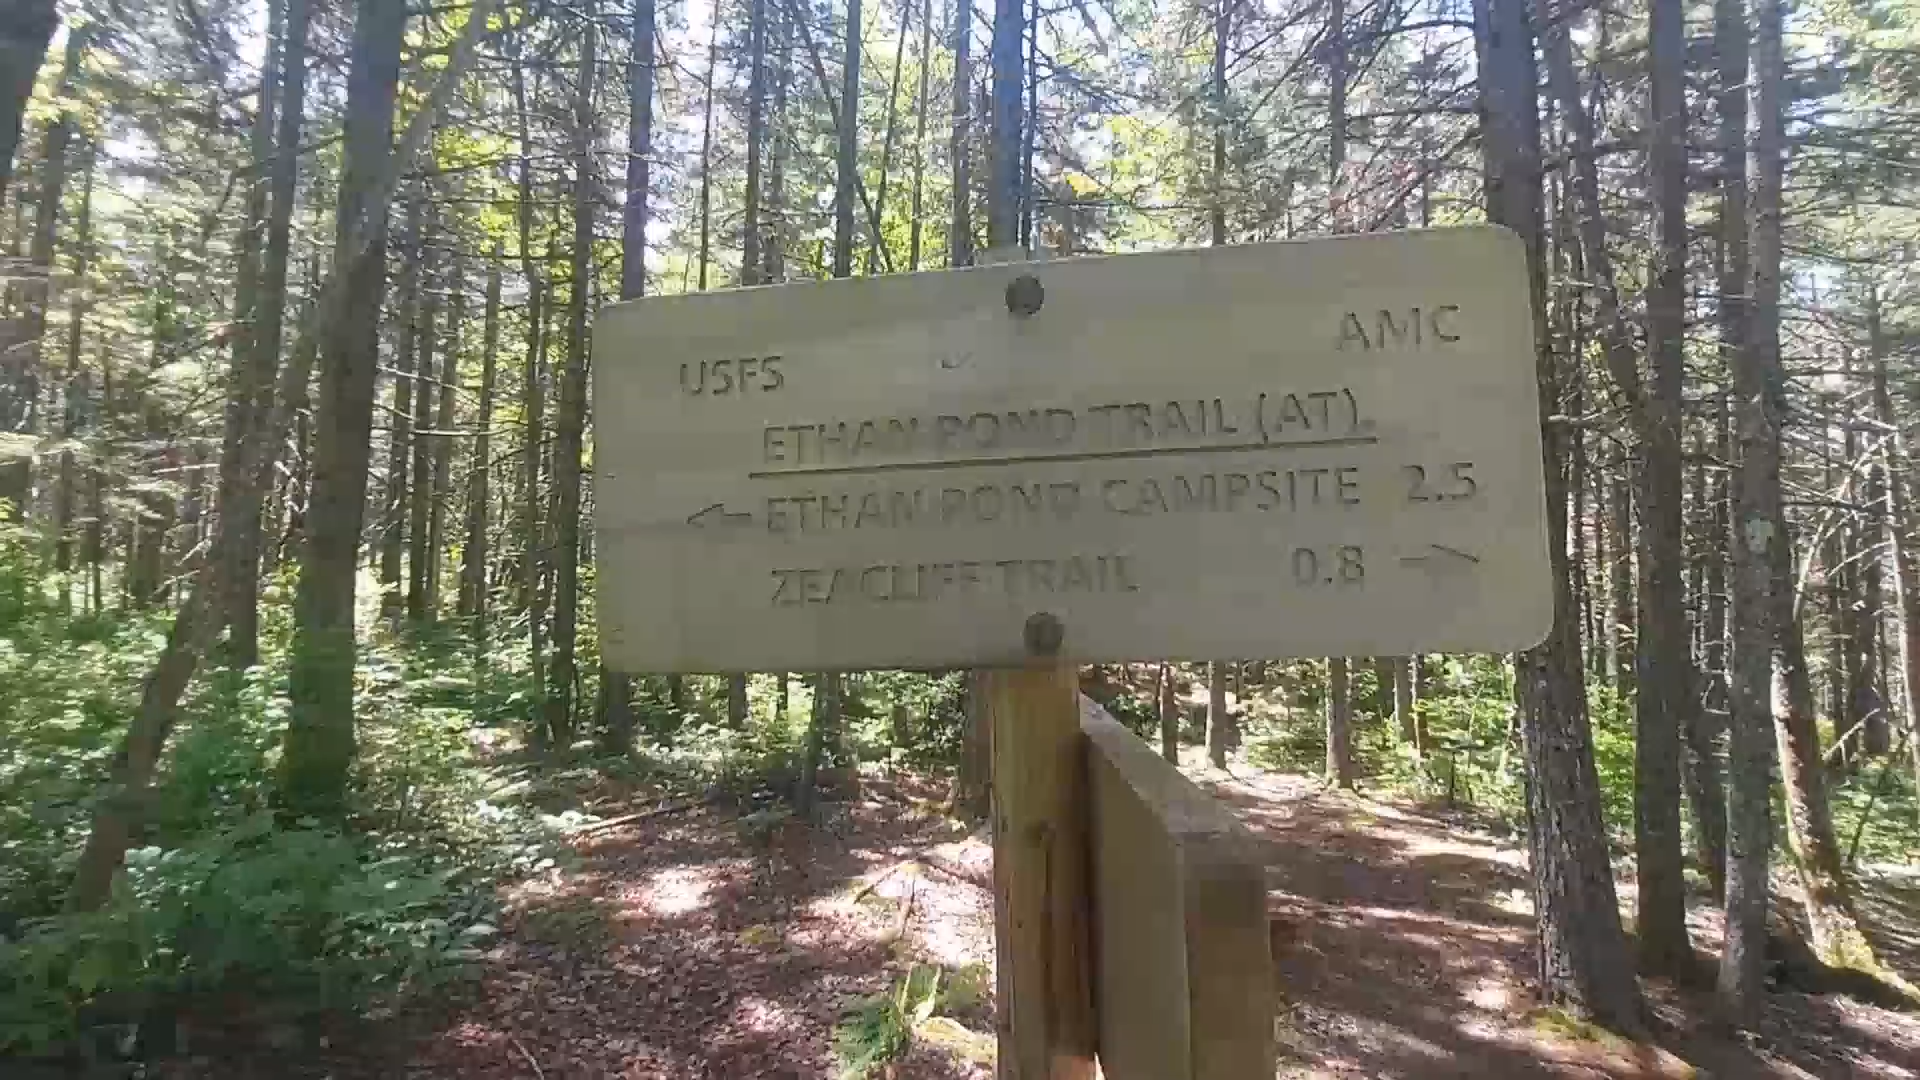 USFS AMC
ETHAN POND TRAIL (AT)
ETHAN POND CAMPSITE 2.5
ZEACLIFF TRAIL 0.8